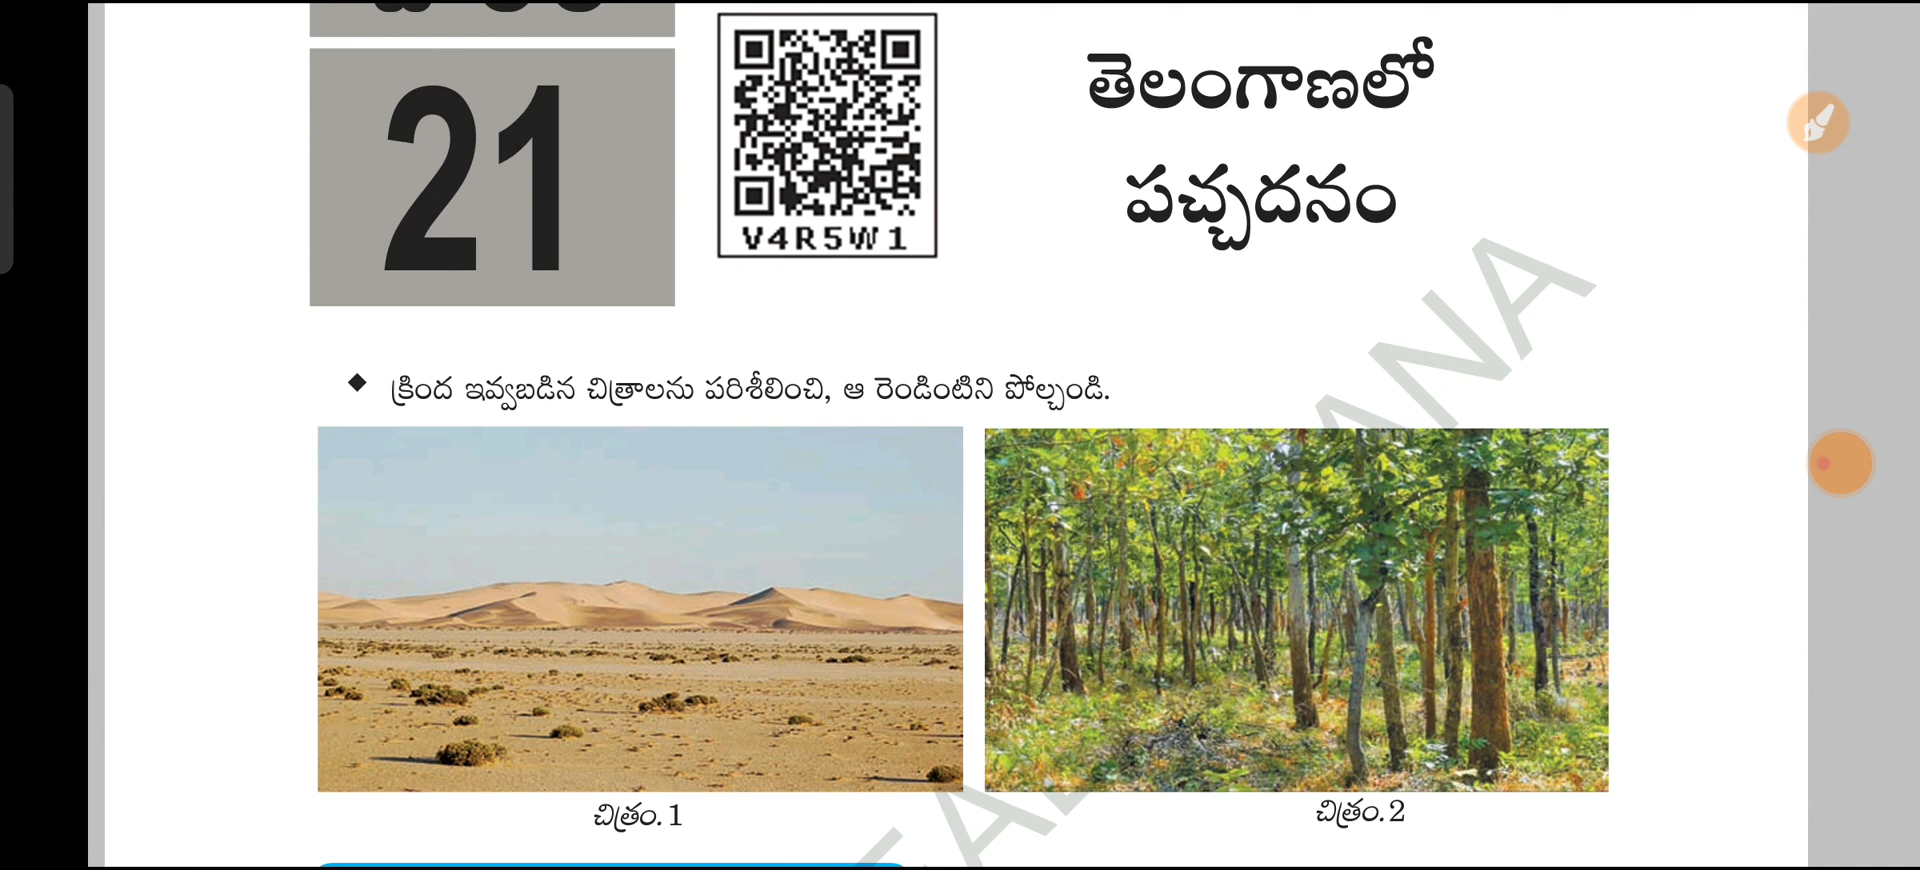 21
V4R5W1
తెలంగాణలో
పచ్చదనం
◆ క్రింద ఇవ్వబడిన చిత్రాలను పరిశీలించి, ఆ రెండింటిని పోల్చండి.
చిత్రం. 1
చిత్రం. 2